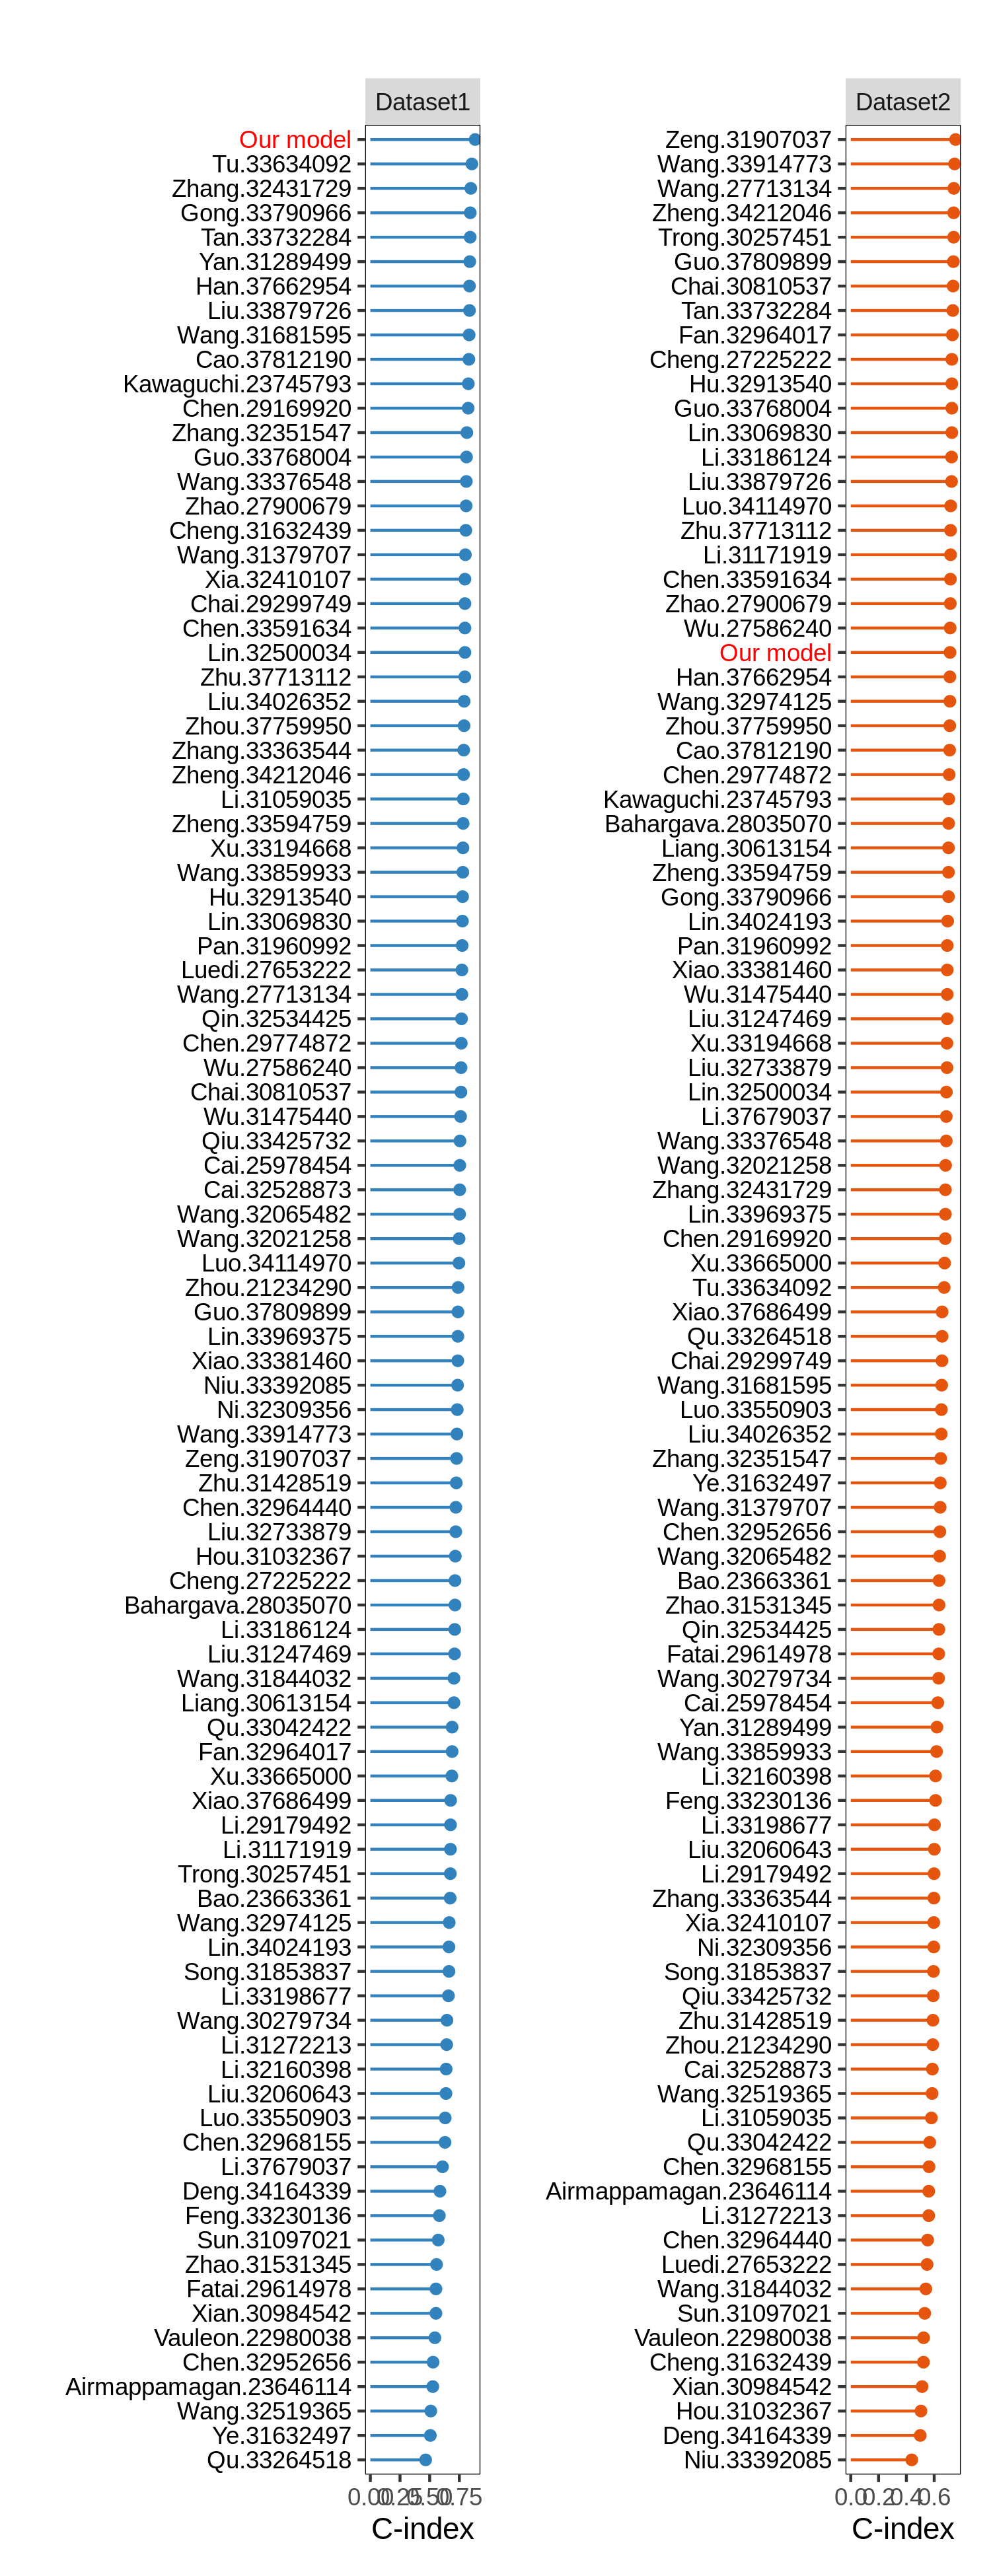 Dataset1
Our model
Tu.33634092
Zhang.32431729
Gong.33790966
Tan.33732284
Yan.31289499
Han.37662954
Liu.33879726
Wang.31681595
Cao.37812190
Kawaguchi.23745793
Chen.29169920
Zhang.32351547
Guo.33768004
Wang.33376548
Zhao.27900679
Cheng.31632439
Wang.31379707
Xia.32410107
Chai.29299749
Chen.33591634
Lin.32500034
Zhu.37713112
Liu.34026352
Zhou.37759950
Zhang.33363544
Zheng.34212046
Li.31059035
Zheng.33594759
Xu.33194668
Wang.33859933
Hu.32913540
Lin.33069830
Pan.31960992
Luedi.27653222
Wang.27713134
Qin.32534425
Chen.29774872
Wu.27586240
Chai.30810537
Wu.31475440
Qiu.33425732
Cai.25978454
Cai.32528873
Wang.32065482
Wang.32021258
Luo.34114970
Zhou.21234290
Guo.37809899
Lin.33969375
Xiao.33381460
Niu.33392085
Ni.32309356
Wang.33914773
Zeng.31907037
Zhu.31428519
Chen.32964440
Liu.32733879
Hou.31032367
Cheng.27225222
Bahargava.28035070
Li.33186124
Liu.31247469
Wang.31844032
Liang.30613154
Qu.33042422
Fan.32964017
Xu.33665000
Xiao.37686499
Li.29179492
Li.31171919
Trong.30257451
Bao.23663361
Wang.32974125
Lin.34024193
Song.31853837
Li.33198677
Wang.30279734
Li.31272213
Li.32160398
Liu.32060643
Luo.33550903
Chen.32968155
Li.37679037
Deng.34164339
Feng.33230136
Sun.31097021
Zhao.31531345
Fatai.29614978
Xian.30984542
Vauleon.22980038
Chen.32952656
Airmappamagan.23646114
Wang.32519365
Ye.31632497
Qu.33264518
0.00 0.25 0.50 0.75
C-index
Dataset2
Zeng.31907037
Wang.33914773
Wang.27713134
Zheng.34212046
Trong.30257451
Guo.37809899
Chai.30810537
Tan.33732284
Fan.32964017
Cheng.27225222
Hu.32913540
Guo.33768004
Lin.33069830
Li.33186124
Liu.33879726
Luo.34114970
Zhu.37713112
Li.31171919
Chen.33591634
Zhao.27900679
Wu.27586240
Our model
Han.37662954
Wang.32974125
Zhou.37759950
Cao.37812190
Chen.29774872
Kawaguchi.23745793
Bahargava.28035070
Liang.30613154
Zheng.33594759
Gong.33790966
Lin.34024193
Pan.31960992
Xiao.33381460
Wu.31475440
Liu.31247469
Xu.33194668
Liu.32733879
Lin.32500034
Li.37679037
Wang.33376548
Wang.32021258
Zhang.32431729
Lin.33969375
Chen.29169920
Xu.33665000
Tu.33634092
Xiao.37686499
Qu.33264518
Chai.29299749
Wang.31681595
Luo.33550903
Liu.34026352
Zhang.32351547
Ye.31632497
Wang.31379707
Chen.32952656
Wang.32065482
Bao.23663361
Zhao.31531345
Qin.32534425
Fatai.29614978
Wang.30279734
Cai.25978454
Yan.31289499
Wang.33859933
Li.32160398
Feng.33230136
Li.33198677
Liu.32060643
Li.29179492
Zhang.33363544
Xia.32410107
Ni.32309356
Song.31853837
Qiu.33425732
Zhu.31428519
Zhou.21234290
Cai.32528873
Wang.32519365
Li.31059035
Qu.33042422
Chen.32968155
Airmappamagan.23646114
Li.31272213
Chen.32964440
Luedi.27653222
Wang.31844032
Sun.31097021
Vauleon.22980038
Cheng.31632439
Xian.30984542
Hou.31032367
Deng.34164339
Niu.33392085
0.0 0.2 0.4 0.6
C-index